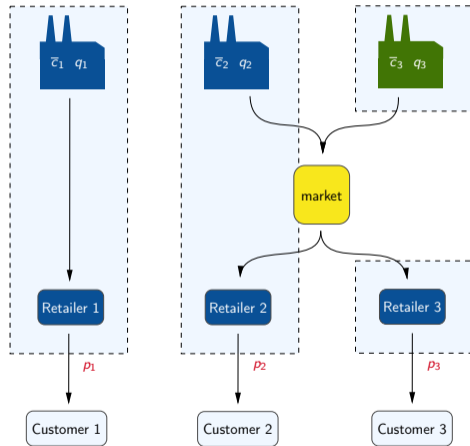 c̅₁ q₁
c̅₂ q₂
c̅₃ q₃
market
Retailer 1
Retailer 2
Retailer 3
p₁
p₂
p₃
Customer 1
Customer 2
Customer 3